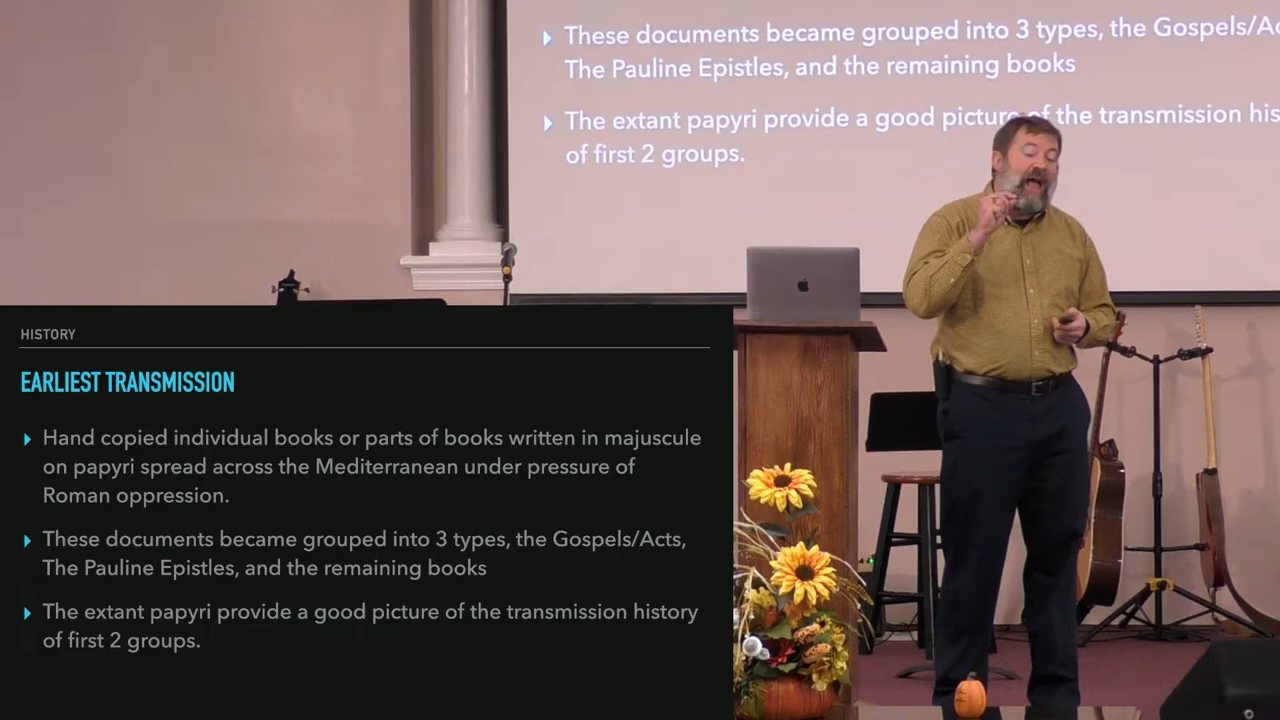 These documents became grouped into 3 types, the Gospels/Ac
The Pauline Epistles, and the remaining books
The extant papyri provide a good picture of the transmission his
of first 2 groups.
HISTORY
EARLIEST TRANSMISSION
Hand copied individual books or parts of books written in majuscule
on papyri spread across the Mediterranean under pressure of
Roman oppression.
These documents became grouped into 3 types, the Gospels/Acts,
The Pauline Epistles, and the remaining books
The extant papyri provide a good picture of the transmission history
of first 2 groups.